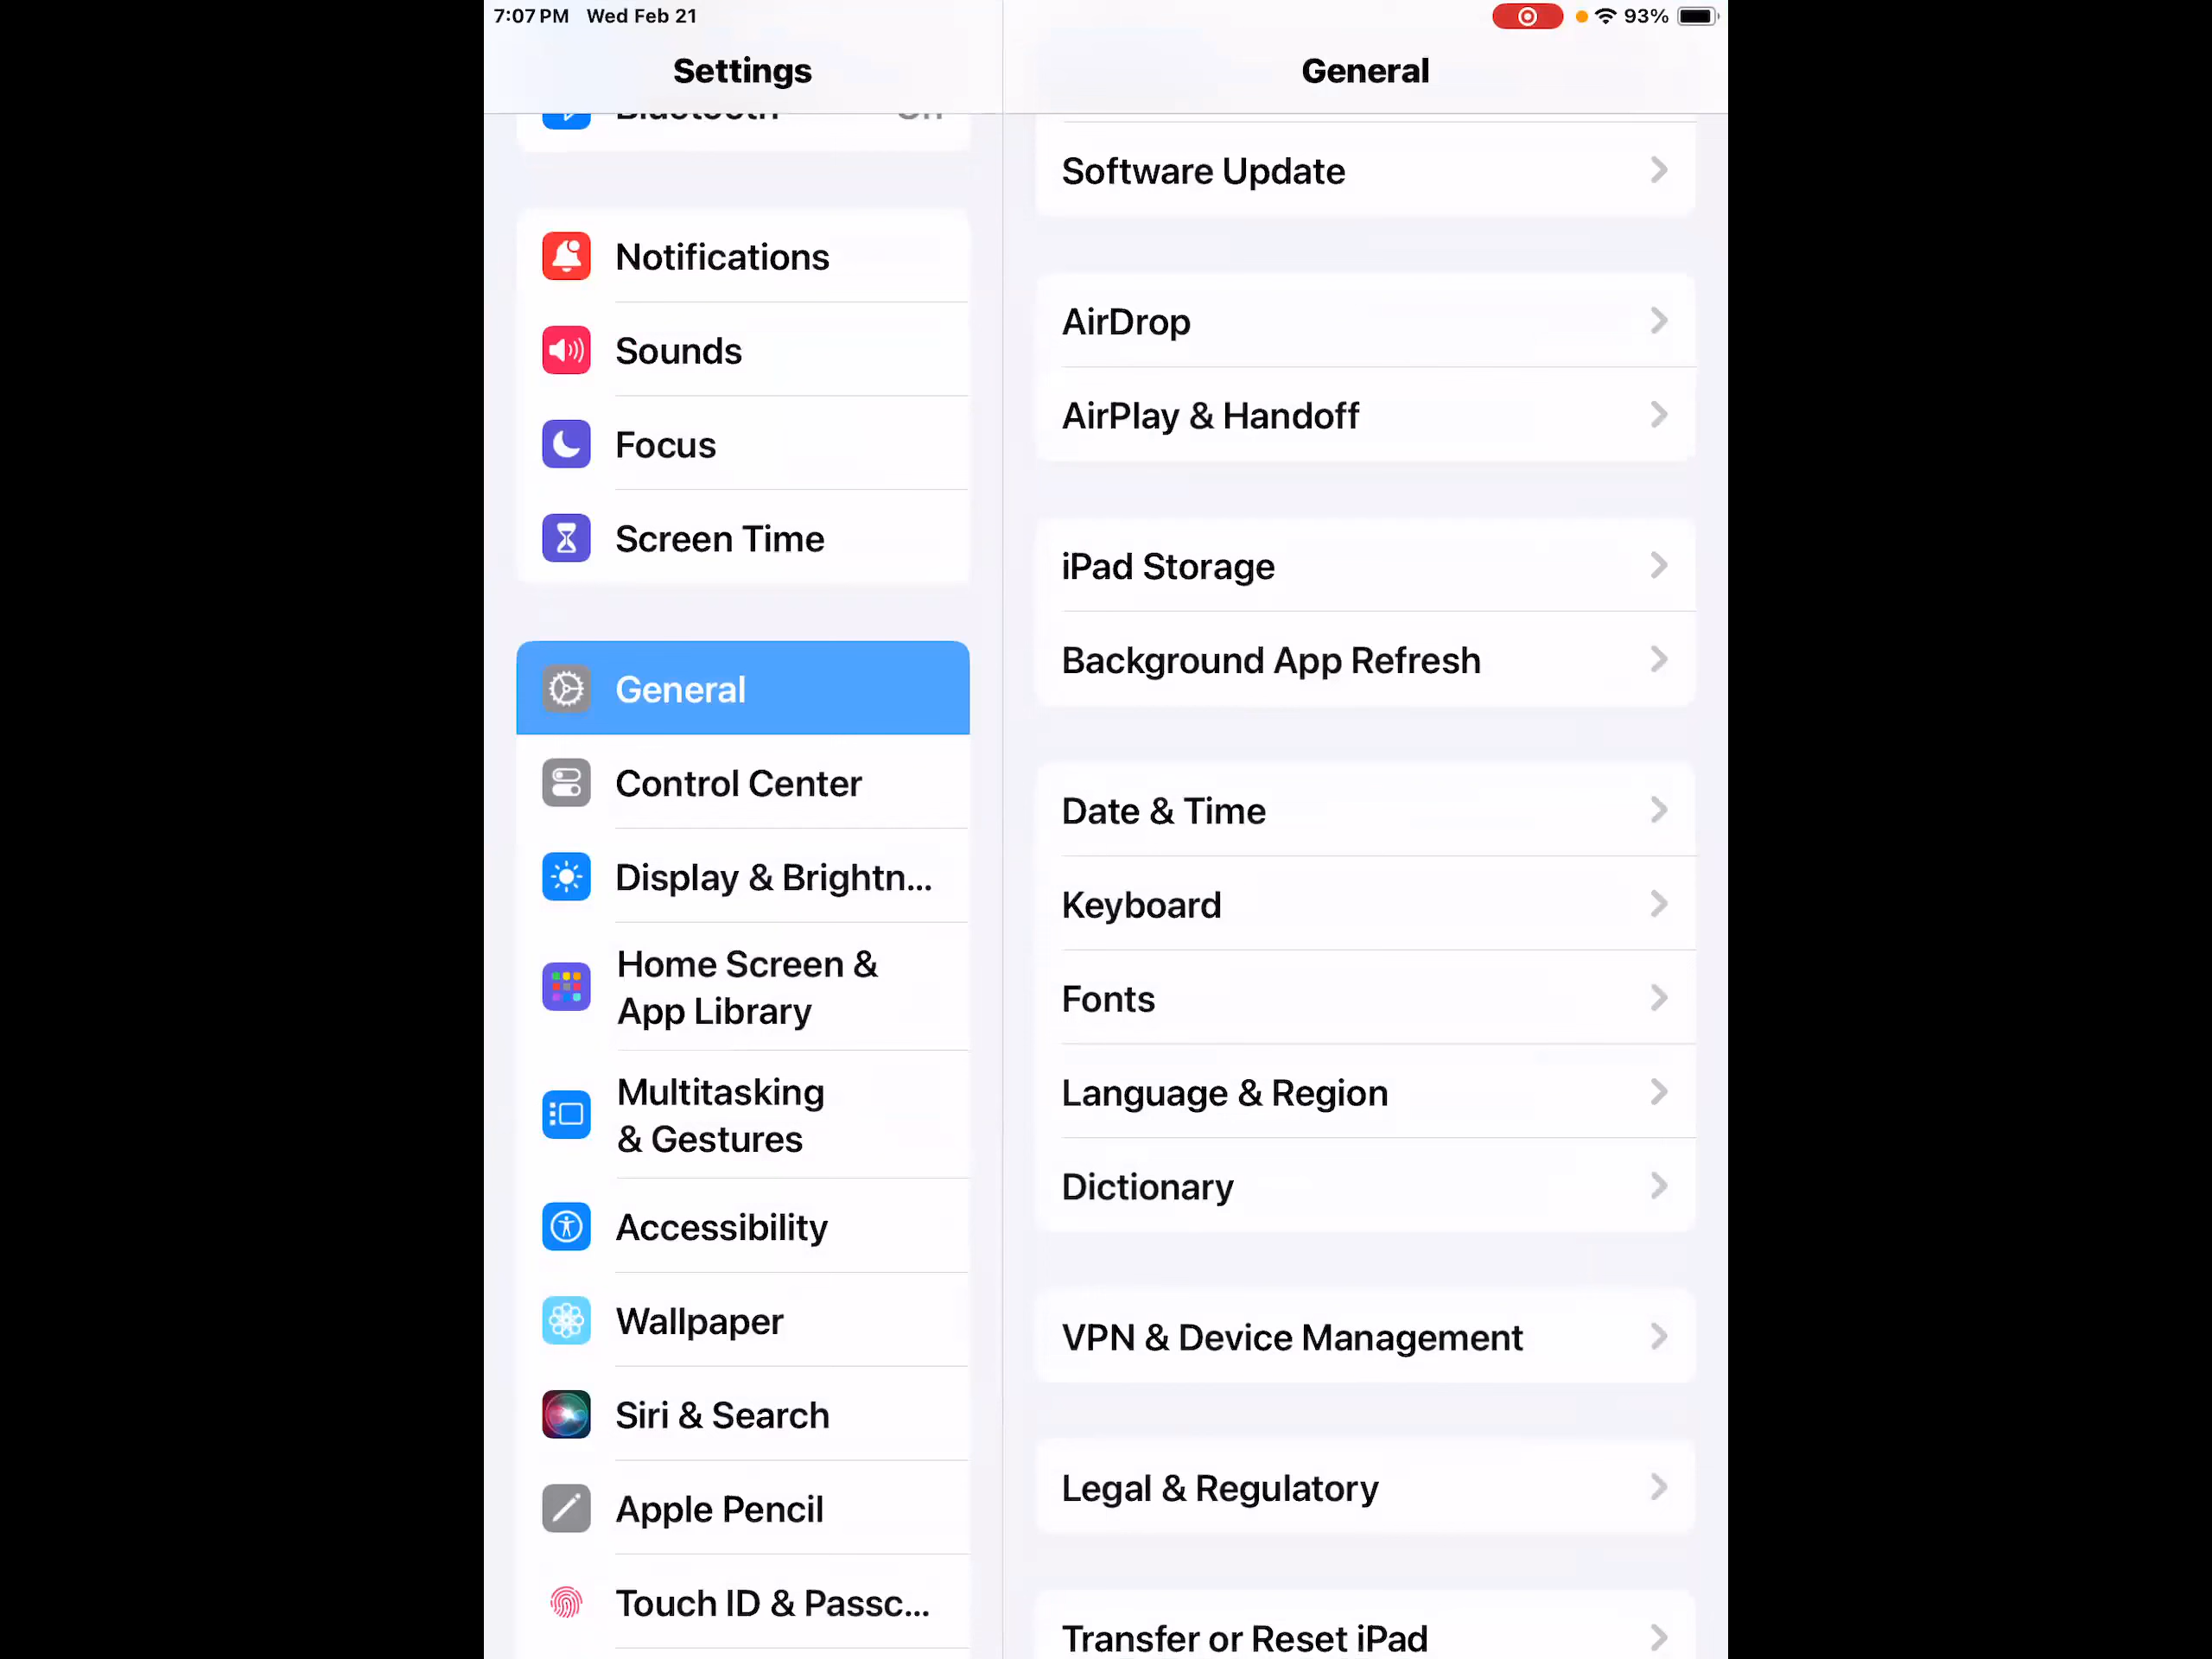 7:07 PM Wed Feb 21
93%
Settings
Bluetooth
Notifications
Sounds
Focus
Screen Time
General
Control Center
Display & Brightn...
Home Screen &
App Library
Multitasking
& Gestures
Accessibility
Wallpaper
Siri & Search
Apple Pencil
Touch ID & Passc...
General
Software Update
AirDrop
AirPlay & Handoff
iPad Storage
Background App Refresh
Date & Time
Keyboard
Fonts
Language & Region
Dictionary
VPN & Device Management
Legal & Regulatory
Transfer or Reset iPad